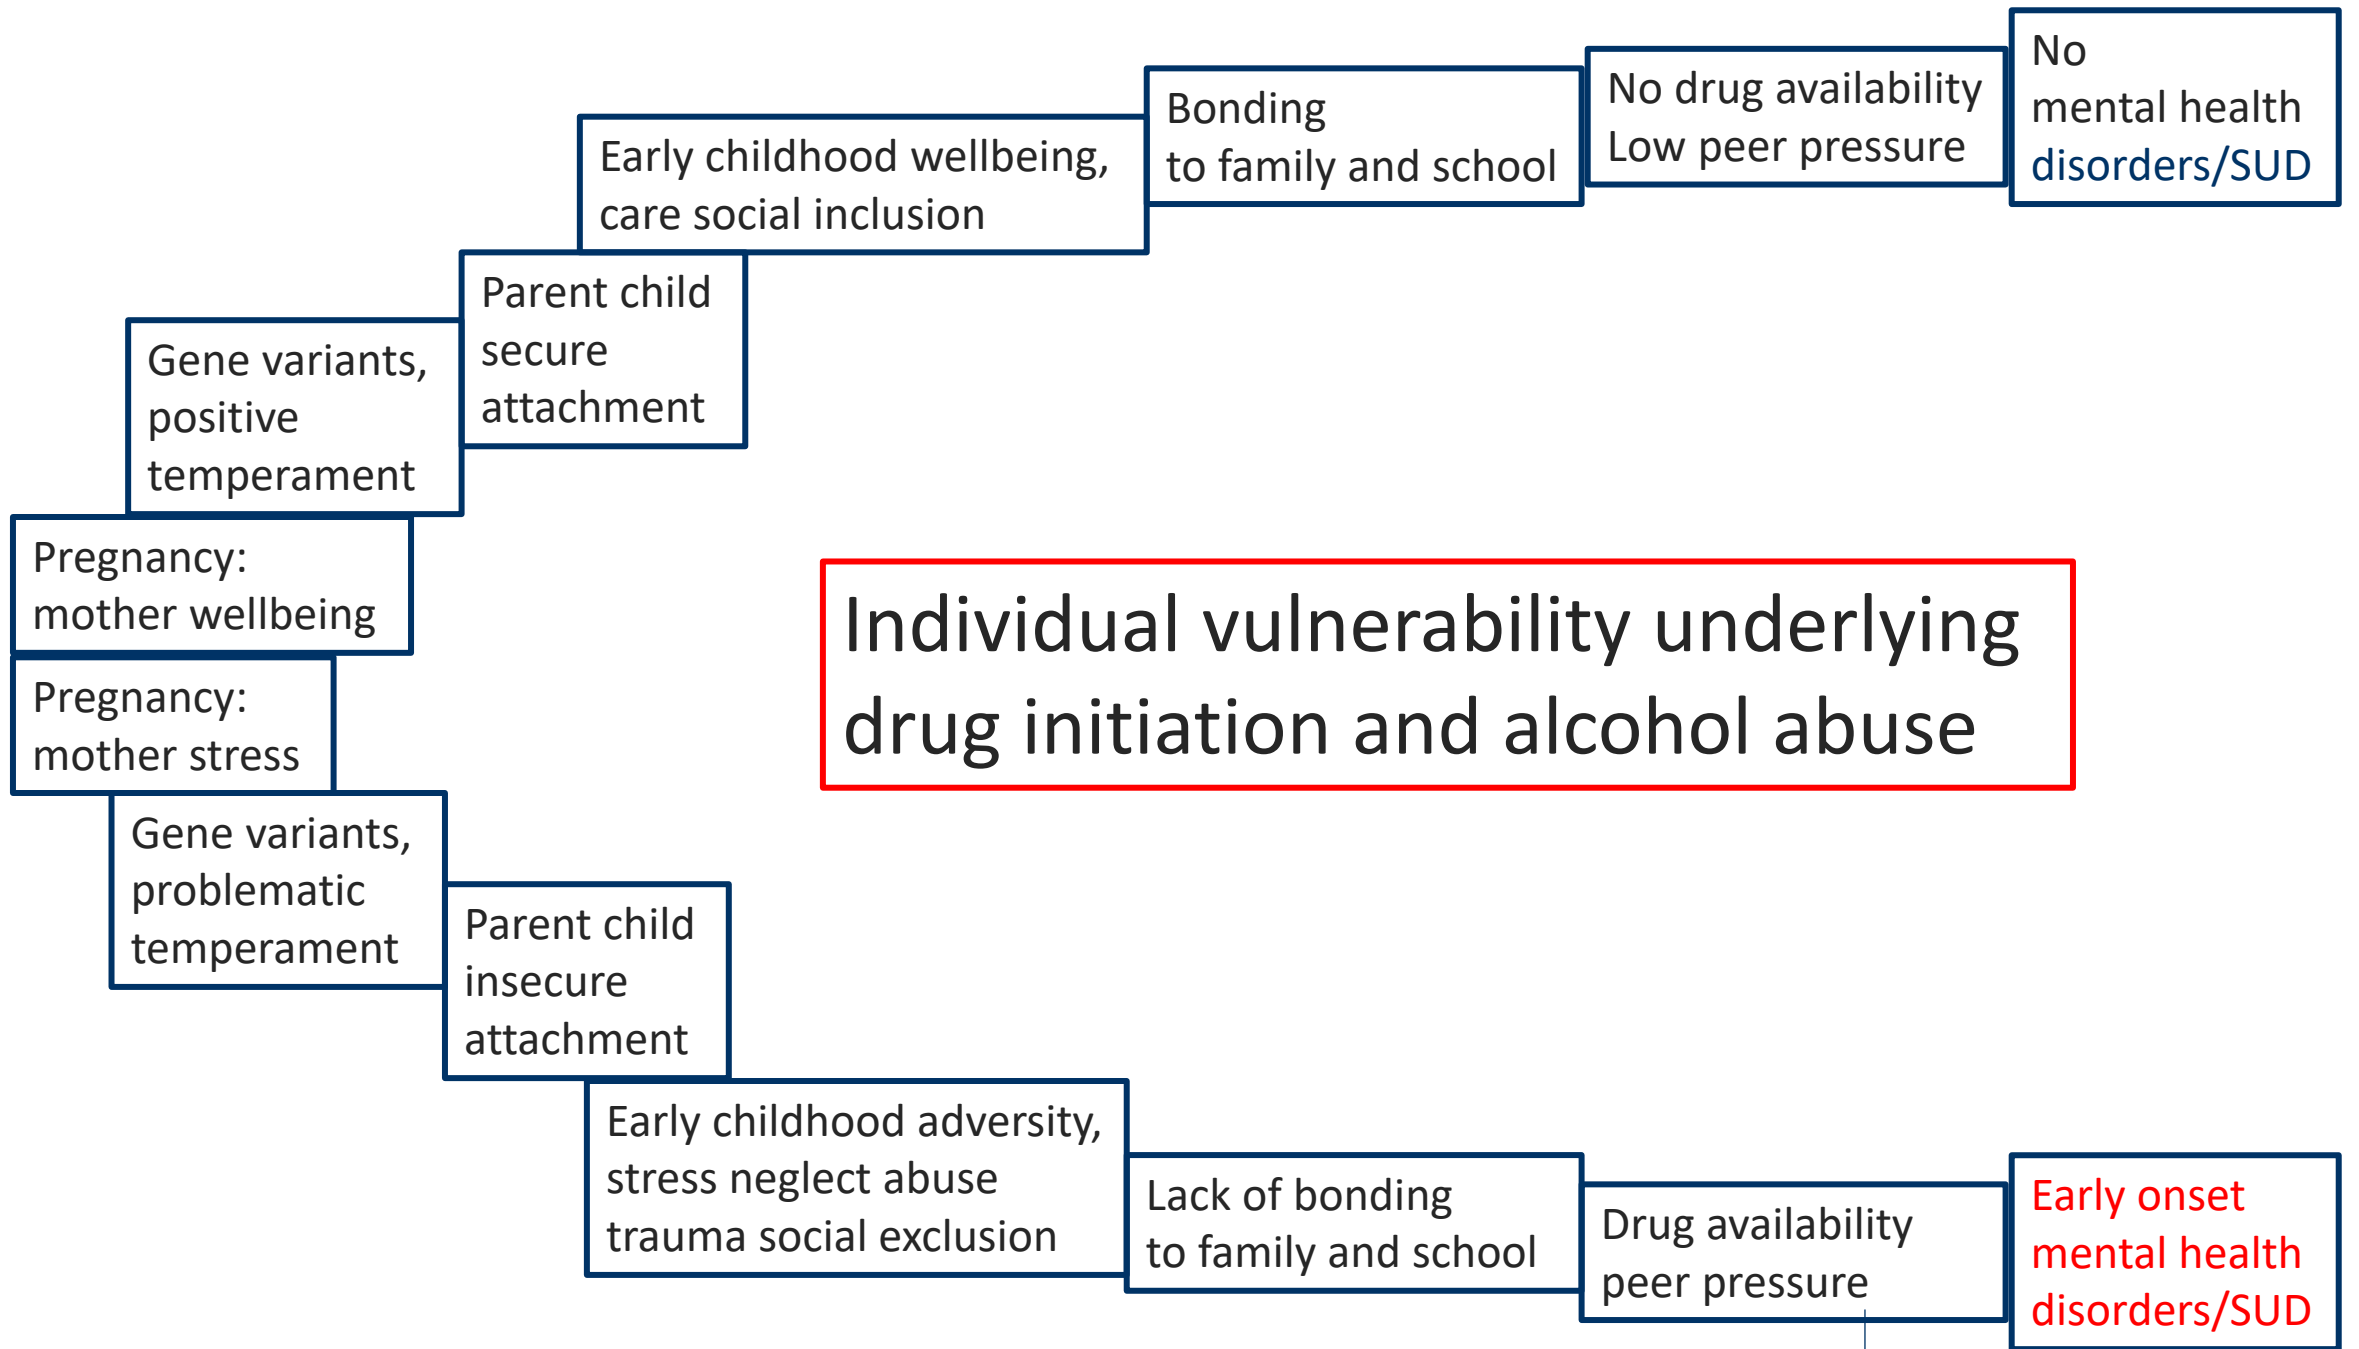 No
mental health
disorders/SUD
No drug availability
Low peer pressure
Bonding
to family and school
Early childhood wellbeing,
care social inclusion
Parent child
secure
attachment
Gene variants,
positive
temperament
Pregnancy:
mother wellbeing
Individual vulnerability underlying
drug initiation and alcohol abuse
Pregnancy:
mother stress
Gene variants,
problematic
temperament
Parent child
insecure
attachment
Early childhood adversity,
stress neglect abuse
trauma social exclusion
Lack of bonding
to family and school
Drug availability
peer pressure
Early onset
mental health
disorders/SUD